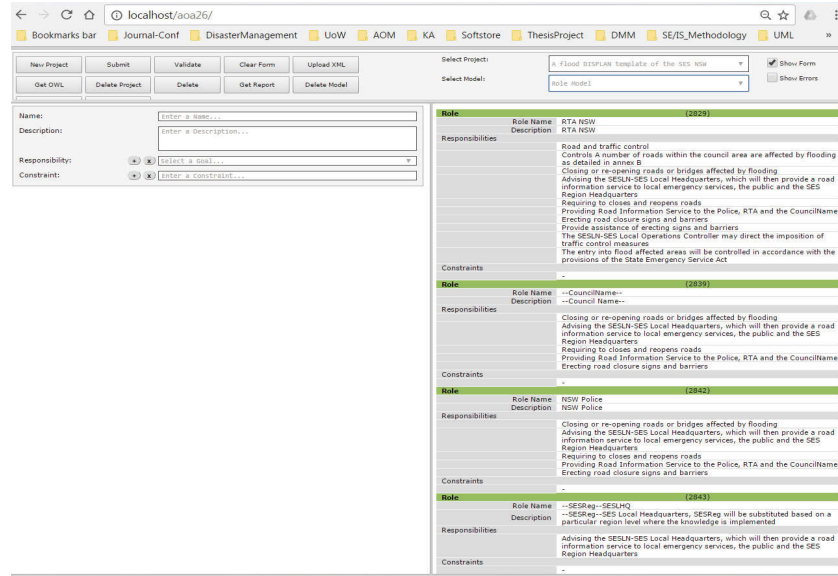 localhost/aoa26/
Bookmarks bar Journal-Conf DisasterManagement UoW AOM KA Softstore ThesisProject DMM SE/IS_Methodology UML »
New Project Submit Validate Clear Form Upload XML
Get OWL Delete Project Delete Get Report Delete Model
Select Project: A flood DISPLAN template of the SES NSW Show Form
Select Model: Role Model Show Errors
Name: Enter a Name...
Description: Enter a Description...
Responsibility: + x Select a Goal...
Constraint: + x Enter a Constraint...
Role (2829)
Role Name RTA NSW
Description RTA NSW
Responsibilities
Road and traffic control
Controls A number of roads within the council area are affected by flooding
as detailed in annex B
Closing or re-opening roads or bridges affected by flooding
Advising the SESLN-SES Local Headquarters, which will then provide a road
information service to local emergency services, the public and the SES
Region Headquarters
Requiring to closes and reopens roads
Providing Road Information Service to the Police, RTA and the CouncilName
Erecting road closure signs and barriers
Provide assistance of erecting signs and barriers
The SESLN-SES Local Operations Controller may direct the imposition of
traffic control measures
The entry into flood affected areas will be controlled in accordance with the
provisions of the State Emergency Service Act
Constraints
-
Role (2839)
Role Name --CouncilName--
Description --Council Name--
Responsibilities
Closing or re-opening roads or bridges affected by flooding
Advising the SESLN-SES Local Headquarters, which will then provide a road
information service to local emergency services, the public and the SES
Region Headquarters
Requiring to closes and reopens roads
Providing Road Information Service to the Police, RTA and the CouncilName
Erecting road closure signs and barriers
Constraints
-
Role (2842)
Role Name NSW Police
Description NSW Police
Responsibilities
Closing or re-opening roads or bridges affected by flooding
Advising the SESLN-SES Local Headquarters, which will then provide a road
information service to local emergency services, the public and the SES
Region Headquarters
Requiring to closes and reopens roads
Providing Road Information Service to the Police, RTA and the CouncilName
Erecting road closure signs and barriers
Constraints
-
Role (2843)
Role Name --SESReg--SESLHQ
Description --SESReg--SES Local Headquarters, SESReg will be substituted based on a
particular region level where the knowledge is implemented
Responsibilities
Advising the SESLN-SES Local Headquarters, which will then provide a road
information service to local emergency services, the public and the SES
Region Headquarters
Constraints
-